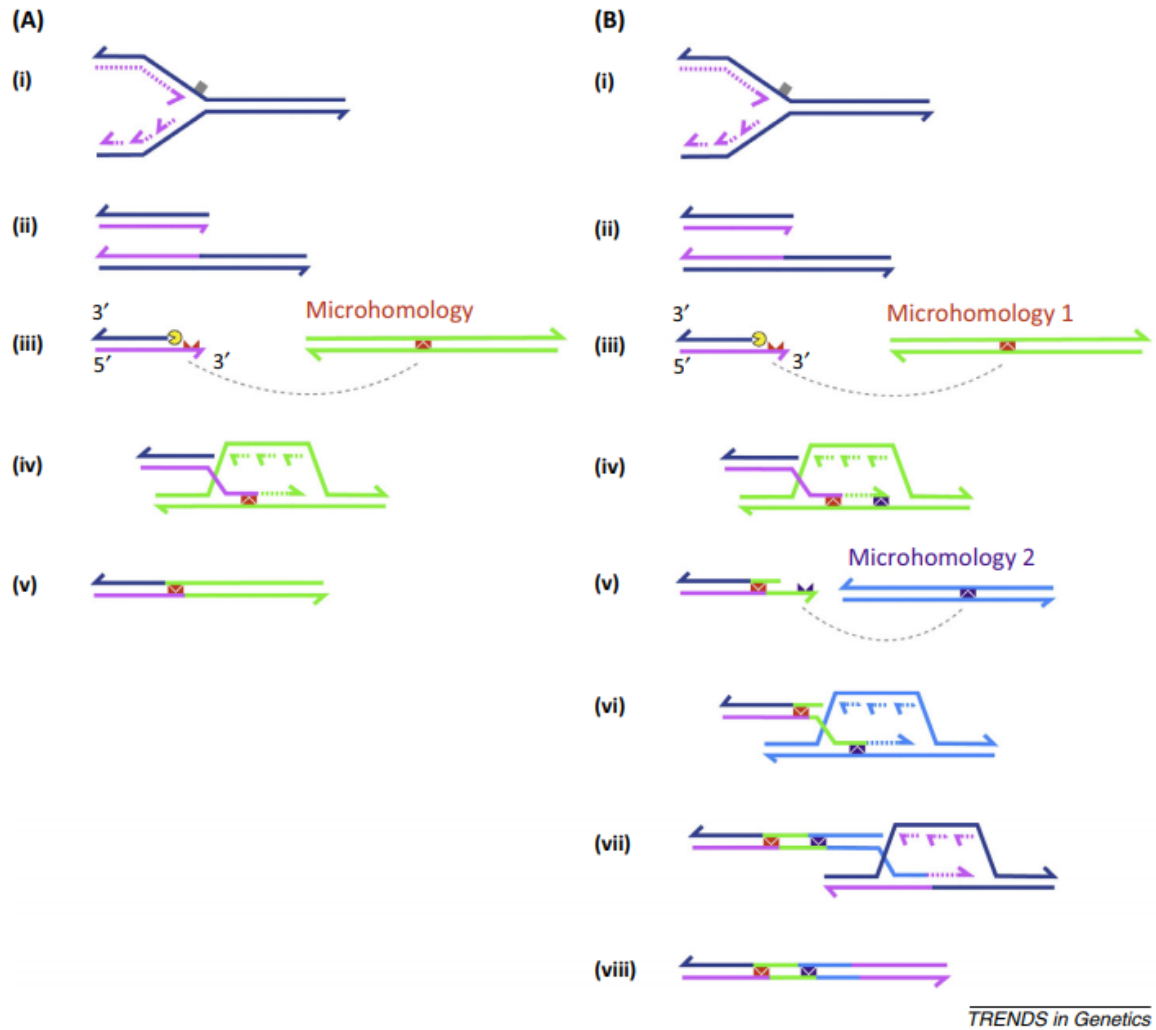 (A)
(i)
(ii)
Microhomology
3′
(iii)
5′
3′
(iv)
(v)
(B)
(i)
(ii)
Microhomology 1
3′
(iii)
5′
3′
(iv)
Microhomology 2
(v)
(vi)
(vii)
(viii)
TRENDS in Genetics